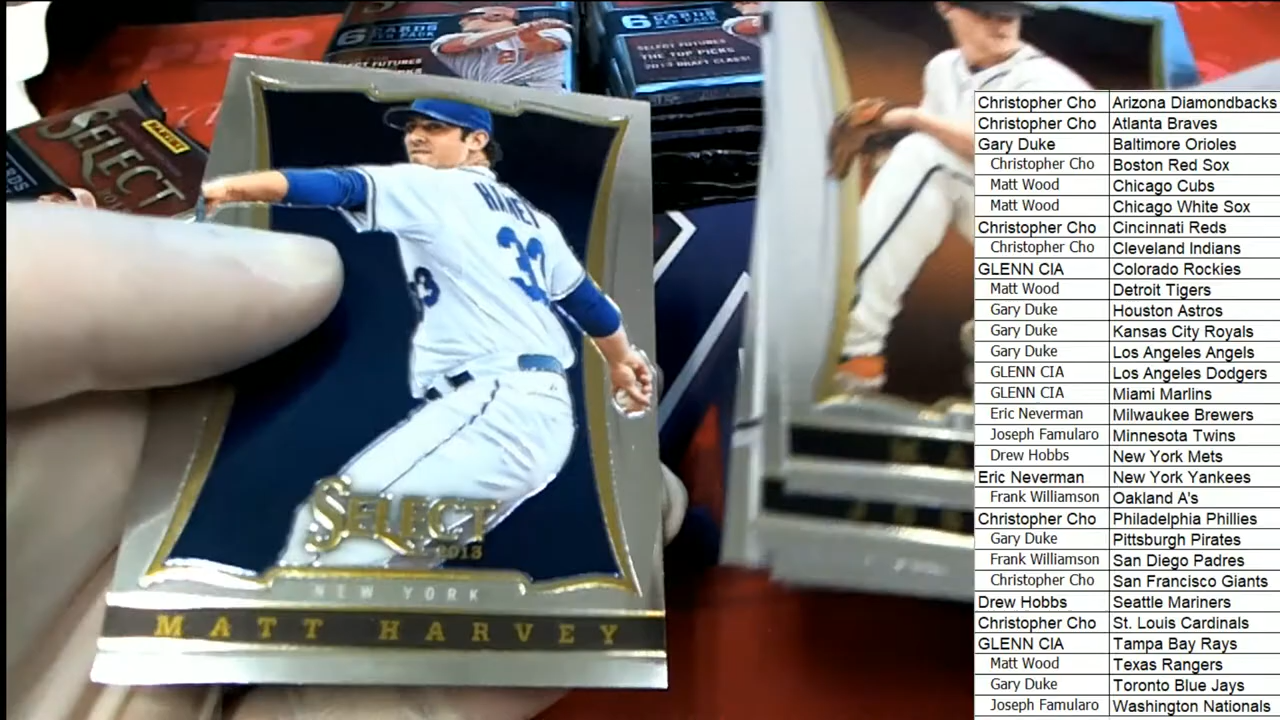 6 CARDS
PER PACK
SELECT FUTURES
THE TOP PICKS
2013 DRAFT CLASS!
SELECT
PANINI
33
SELECT
2013
NEW YORK
MATT HARVEY
Christopher Cho Arizona Diamondbacks
Christopher Cho Atlanta Braves
Gary Duke Baltimore Orioles
Christopher Cho Boston Red Sox
Matt Wood Chicago Cubs
Matt Wood Chicago White Sox
Christopher Cho Cincinnati Reds
Christopher Cho Cleveland Indians
GLENN CIA Colorado Rockies
Matt Wood Detroit Tigers
Gary Duke Houston Astros
Gary Duke Kansas City Royals
Gary Duke Los Angeles Angels
GLENN CIA Los Angeles Dodgers
GLENN CIA Miami Marlins
Eric Neverman Milwaukee Brewers
Joseph Famularo Minnesota Twins
Drew Hobbs New York Mets
Eric Neverman New York Yankees
Frank Williamson Oakland A's
Christopher Cho Philadelphia Phillies
Gary Duke Pittsburgh Pirates
Frank Williamson San Diego Padres
Christopher Cho San Francisco Giants
Drew Hobbs Seattle Mariners
Christopher Cho St. Louis Cardinals
GLENN CIA Tampa Bay Rays
Matt Wood Texas Rangers
Gary Duke Toronto Blue Jays
Joseph Famularo Washington Nationals